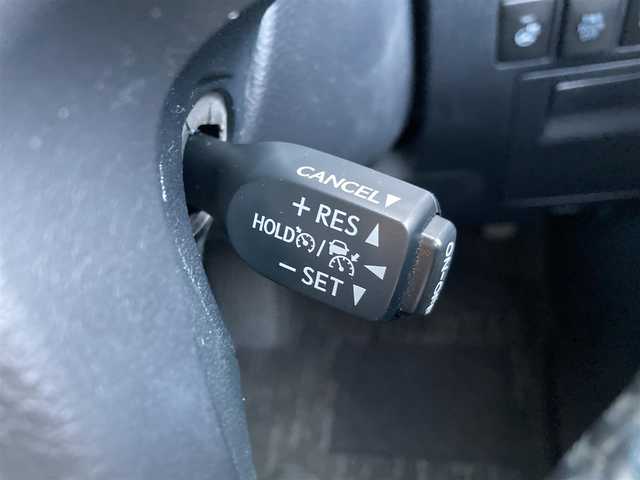 CANCEL▼
+ RES ▲
HOLD /
− SET ▼
ON-OFF